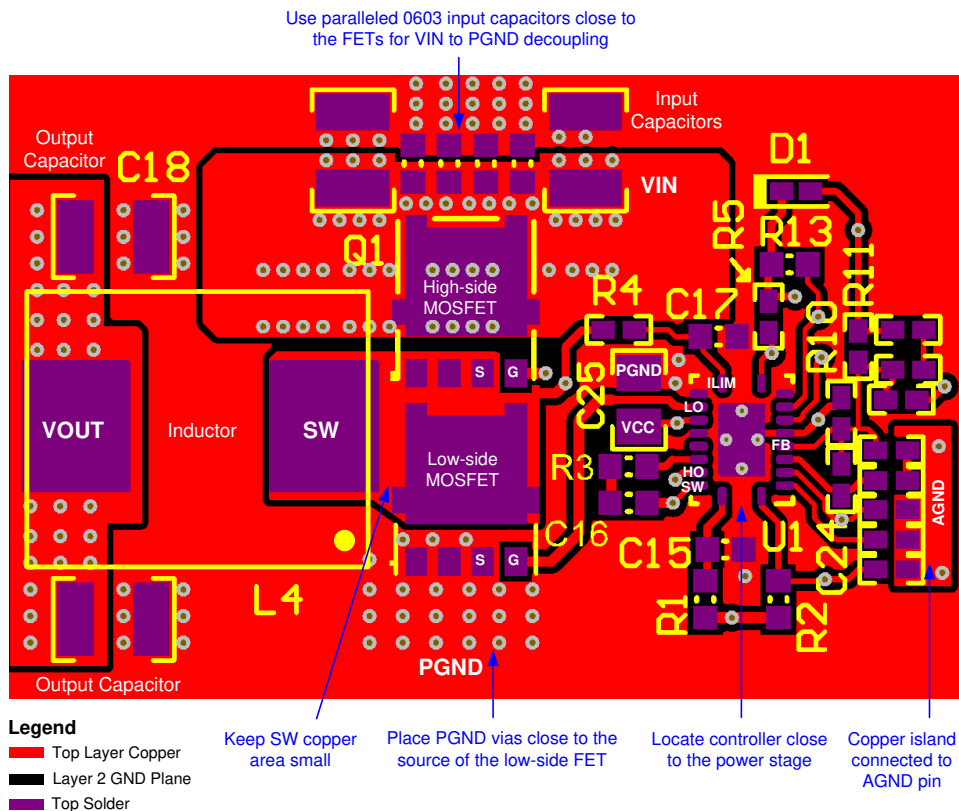 Use paralleled 0603 input capacitors close to
the FETs for VIN to PGND decoupling
Output
Capacitor
C18
Input
Capacitors
VIN
D1
R5
R13
R11
Q1
High-side
MOSFET
R4
C17
R10
S
G
C25
PGND
ILIM
LO
VCC
FB
HO
SW
VOUT
Inductor
SW
Low-side
MOSFET
R3
AGND
S
G
C16
C15
U1
C24
L4
R1
R2
PGND
Output Capacitor
Legend
Top Layer Copper
Layer 2 GND Plane
Top Solder
Keep SW copper
area small
Place PGND vias close to the
source of the low-side FET
Locate controller close
to the power stage
Copper island
connected to
AGND pin